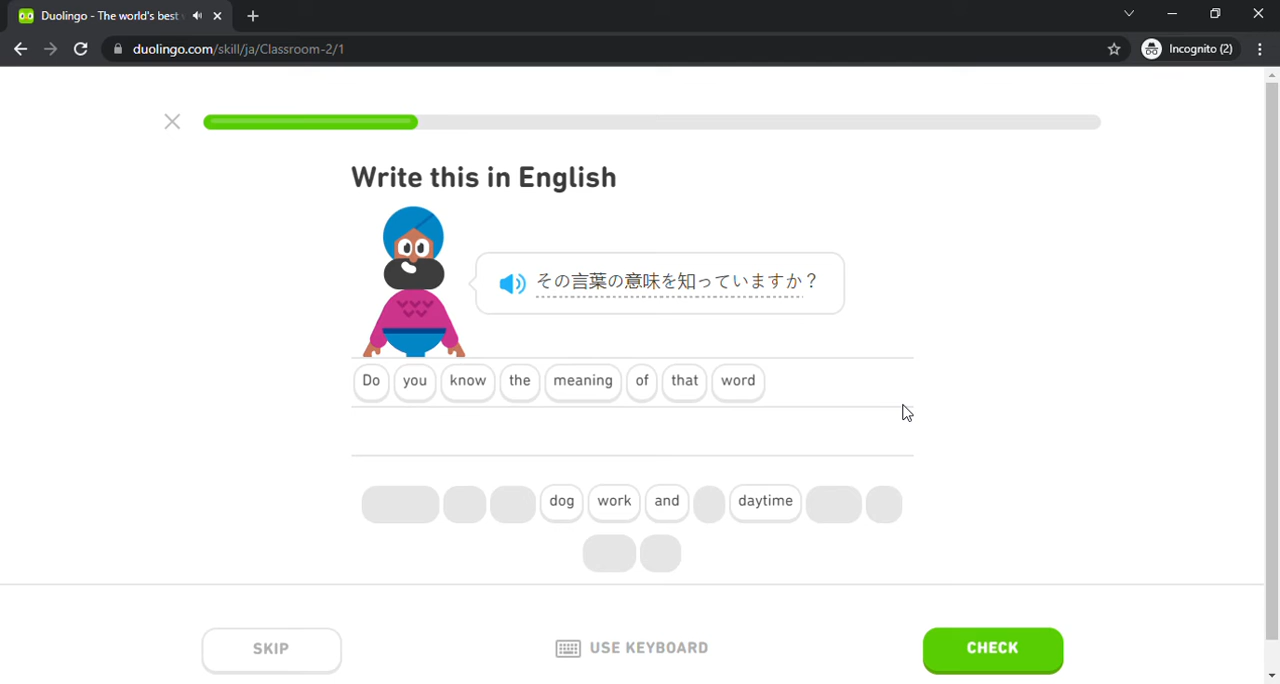 Duolingo - The world's best
duolingo.com/skill/ja/Classroom-2/1
Incognito (2)
Write this in English
その言葉の意味を知っていますか？
Do you know the meaning of that word
dog work and daytime
SKIP USE KEYBOARD CHECK